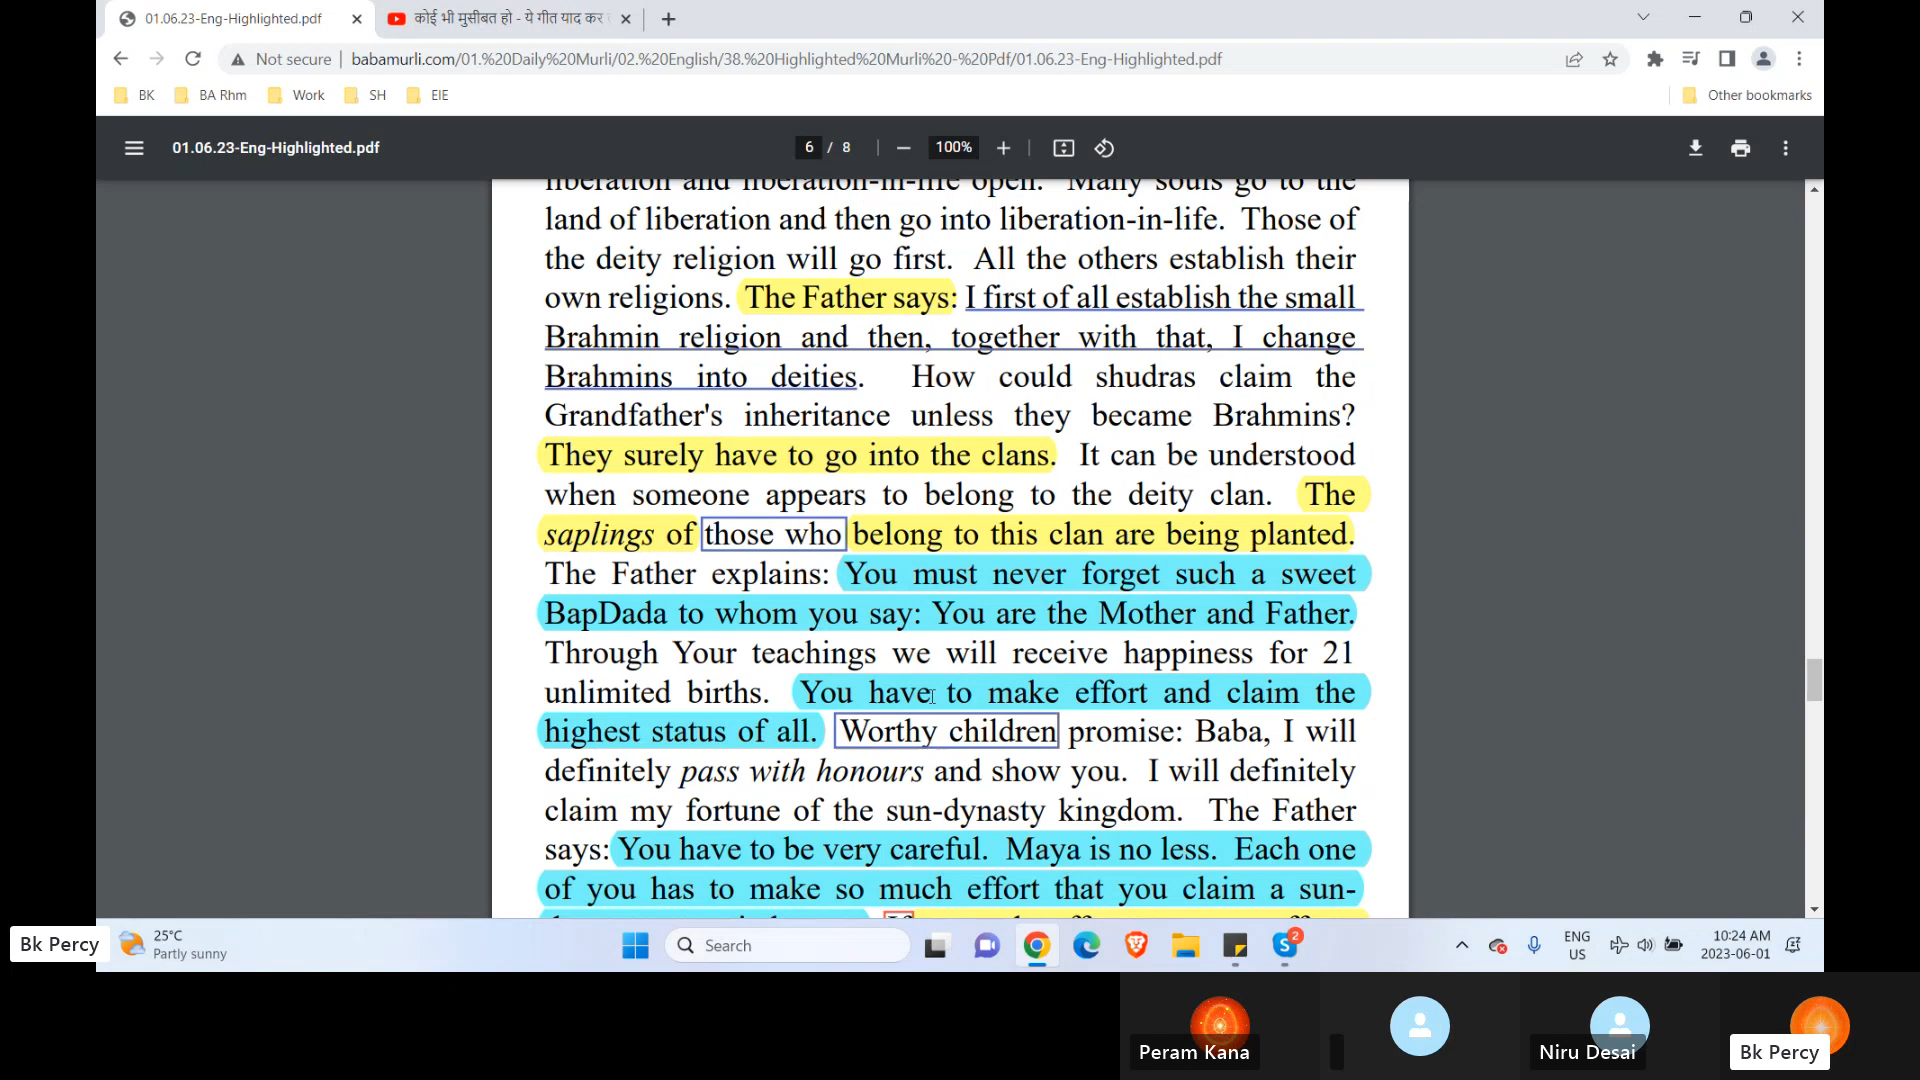 01.06.23-Eng-Highlighted.pdf
कोई भी मुसीबत हो - ये गीत याद कर
Not secure
babamurli.com/01.%20Daily%20Murli/02.%20English/38.%20Highlighted%20Murli%20-%20Pdf/01.06.23-Eng-Highlighted.pdf
BK
BA Rhm
Work
SH
EIE
Other bookmarks
01.06.23-Eng-Highlighted.pdf
6 / 8
100%
liberation and liberation-in-life open. Many souls go to the
land of liberation and then go into liberation-in-life. Those of
the deity religion will go first. All the others establish their
own religions. The Father says: I first of all establish the small
Brahmin religion and then, together with that, I change
Brahmins into deities. How could shudras claim the
Grandfather's inheritance unless they became Brahmins?
They surely have to go into the clans. It can be understood
when someone appears to belong to the deity clan. The
saplings of those who belong to this clan are being planted.
The Father explains: You must never forget such a sweet
BapDada to whom you say: You are the Mother and Father.
Through Your teachings we will receive happiness for 21
unlimited births. You have to make effort and claim the
highest status of all. Worthy children promise: Baba, I will
definitely pass with honours and show you. I will definitely
claim my fortune of the sun-dynasty kingdom. The Father
says: You have to be very careful. Maya is no less. Each one
of you has to make so much effort that you claim a sun-
Bk Percy
25°C
Partly sunny
Search
2
ENG
US
10:24 AM
2023-06-01
Peram Kana
Niru Desai
Bk Percy